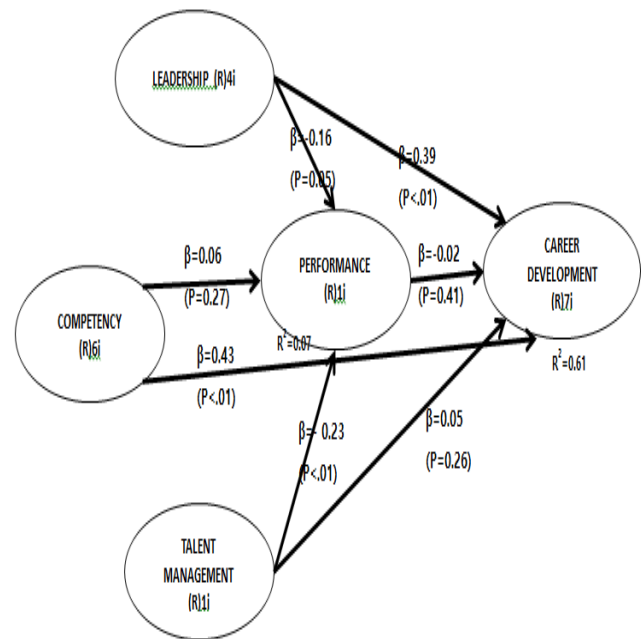 LEADERSHIP (R)4i
β=-0.16
(P=0.05)
β=0.39
(P<.01)
β=0.06
(P=0.27)
PERFORMANCE
(R)1i
β=-0.02
(P=0.41)
CAREER
DEVELOPMENT
(R)7i
COMPETENCY
(R)6i
R²=0.07
β=0.43
(P<.01)
R²=0.61
β=- 0.23
(P<.01)
β=0.05
(P=0.26)
TALENT
MANAGEMENT
(R)1i